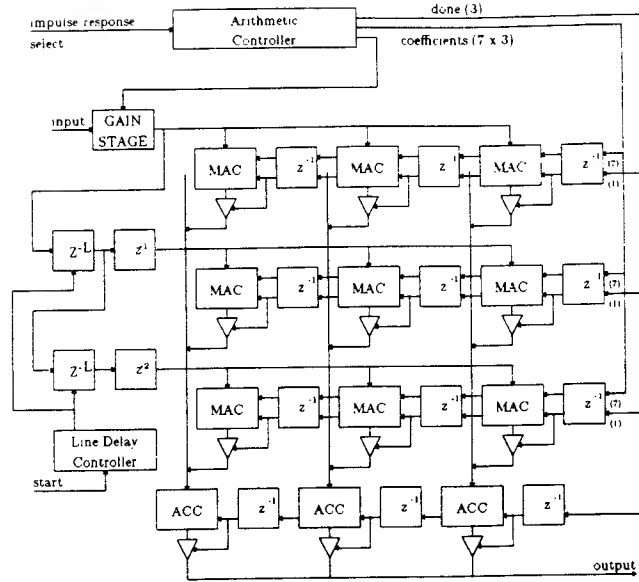 impulse response
select
Arithmetic
Controller
done (3)
coefficients (7 x 3)
input
GAIN
STAGE
MAC
z⁻¹
MAC
z⁻¹
MAC
z⁻¹
(7)
(1)
Z⁻ᴸ
z¹
MAC
z⁻¹
MAC
z⁻¹
MAC
z⁻¹
(7)
(1)
Z⁻ᴸ
z²
MAC
z⁻¹
MAC
z⁻¹
MAC
z⁻¹
(7)
(1)
Line Delay
Controller
start
ACC
z⁻¹
ACC
z⁻¹
ACC
z⁻¹
output